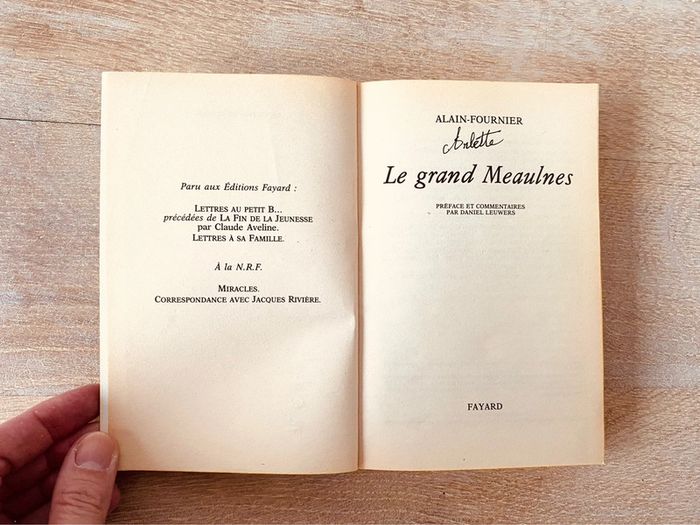 Paru aux Éditions Fayard :
LETTRES AU PETIT B...
précédées de LA FIN DE LA JEUNESSE
par Claude Aveline.
LETTRES À SA FAMILLE.
À la N.R.F.
MIRACLES.
CORRESPONDANCE AVEC JACQUES RIVIÈRE.
ALAIN-FOURNIER
Arlette
Le grand Meaulnes
PRÉFACE ET COMMENTAIRES
PAR DANIEL LEUWERS
FAYARD